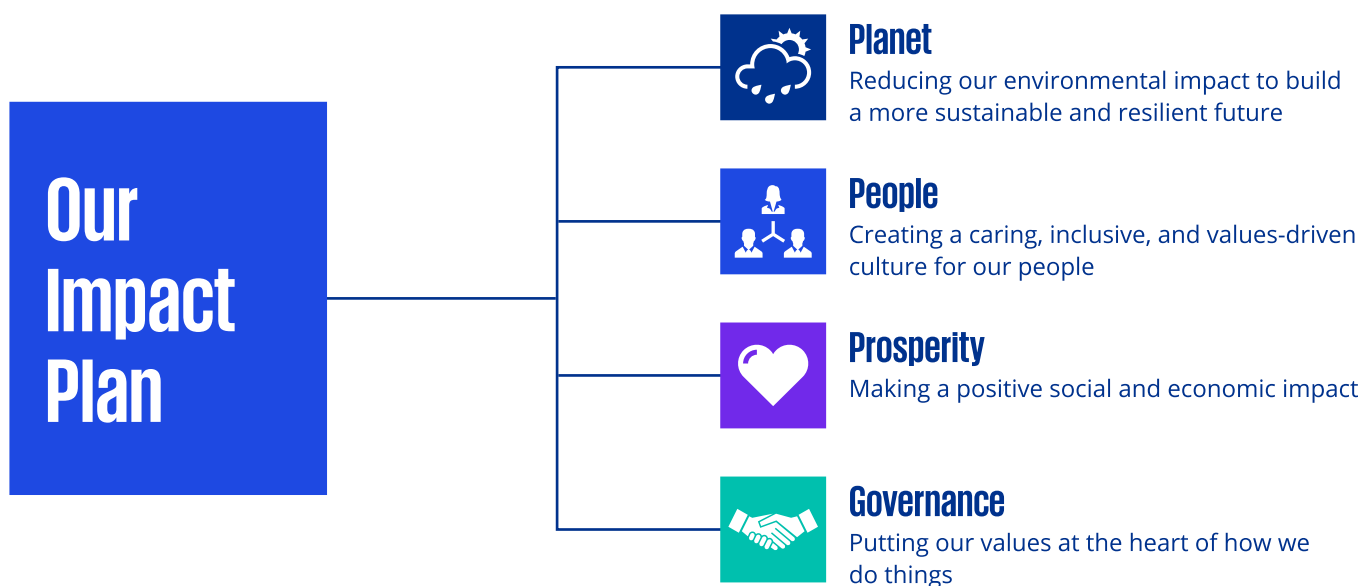 Our
Impact
Plan
Planet
Reducing our environmental impact to build
a more sustainable and resilient future
People
Creating a caring, inclusive, and values-driven
culture for our people
Prosperity
Making a positive social and economic impact
Governance
Putting our values at the heart of how we
do things